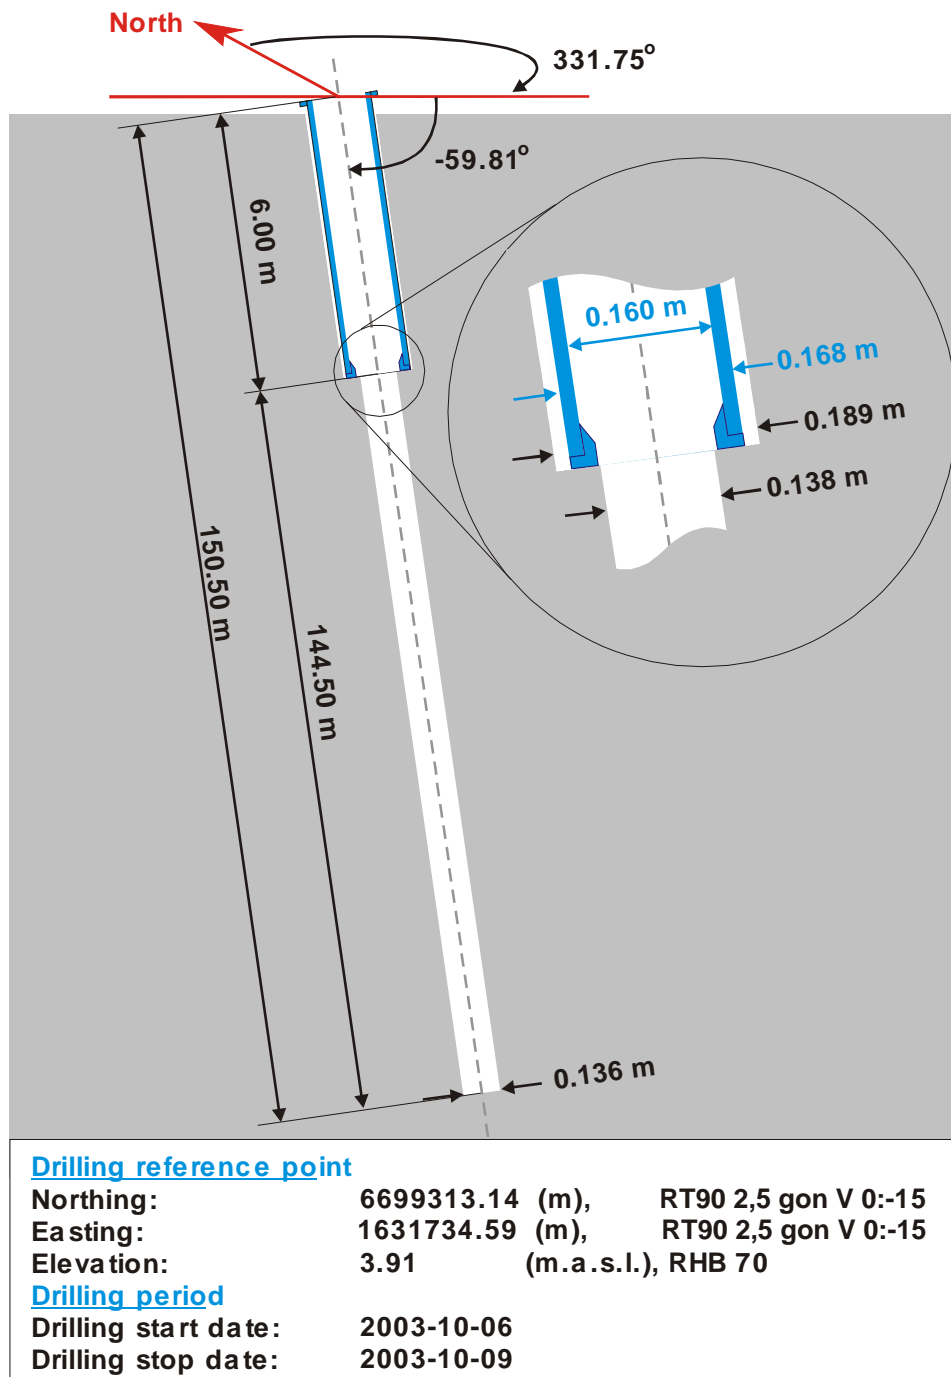 North
331.75°
-59.81°
6.00 m
0.160 m
0.168 m
0.189 m
0.138 m
150.50 m
144.50 m
0.136 m
Drilling reference point
Northing: 6699313.14 (m), RT90 2,5 gon V 0:-15
Easting: 1631734.59 (m), RT90 2,5 gon V 0:-15
Elevation: 3.91 (m.a.s.l.), RHB 70
Drilling period
Drilling start date: 2003-10-06
Drilling stop date: 2003-10-09